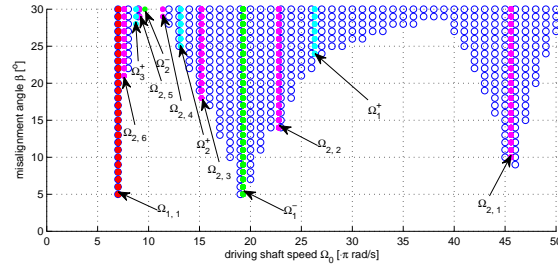 30
25
20
15
10
5
0
misalignment angle β [°]
Ω₃⁺
Ω₂⁻
Ω₂, ₅
Ω₂, ₄
Ω₂, ₆
Ω₂⁺
Ω₂, ₃
Ω₁⁺
Ω₂, ₂
Ω₂, ₁
Ω₁, ₁
Ω₁⁻
0 5 10 15 20 25 30 35 40 45 50
driving shaft speed Ω₀ [·π rad/s]